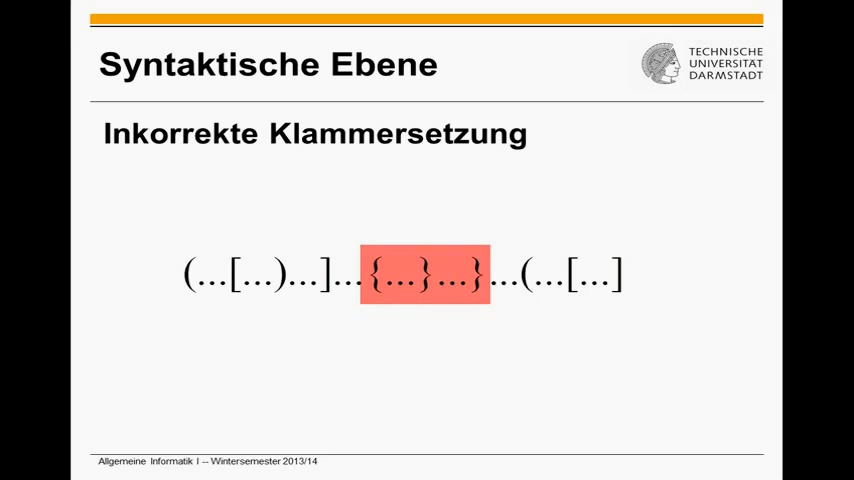 Syntaktische Ebene
TECHNISCHE
UNIVERSITÄT
DARMSTADT
Inkorrekte Klammersetzung
(...[...)...]...{...}...}...(...[...]
Allgemeine Informatik I -- Wintersemester 2013/14